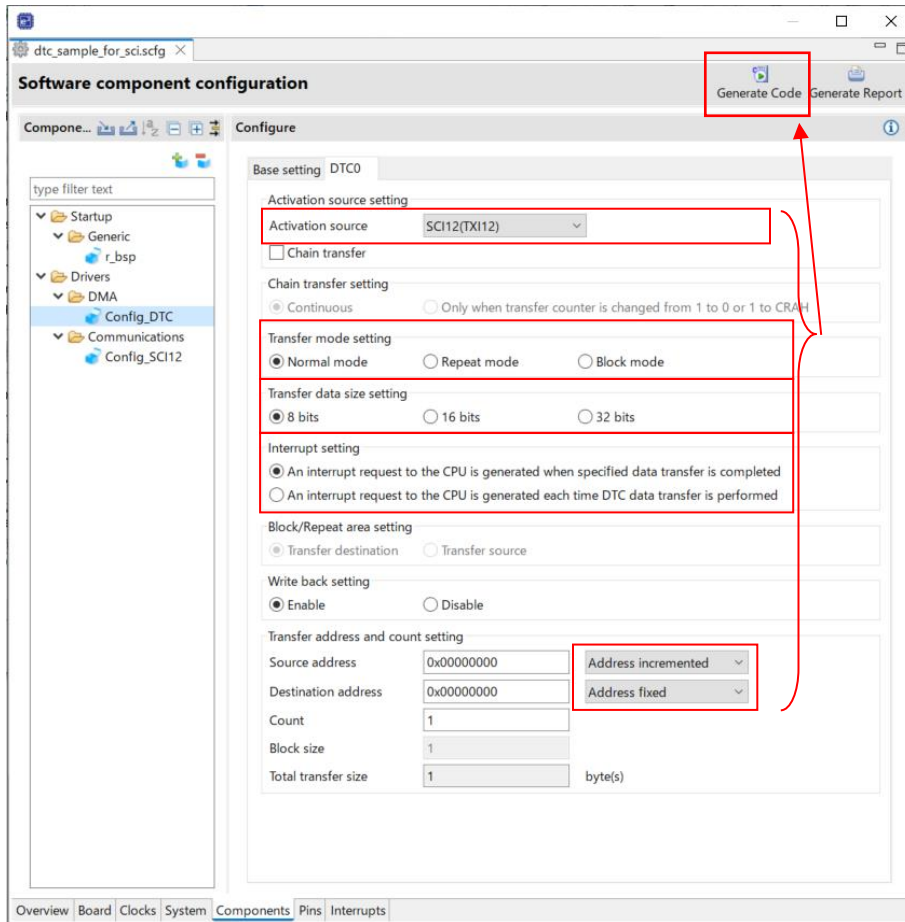 dtc_sample_for_sci.scfg
Software component configuration
Generate Code Generate Report
Compone...
Configure
type filter text
Startup
Generic
r_bsp
Drivers
DMA
Config_DTC
Communications
Config_SCI12
Base setting DTC0
Activation source setting
Activation source SCI12(TXI12)
Chain transfer
Chain transfer setting
Continuous Only when transfer counter is changed from 1 to 0 or 1 to CRAH
Transfer mode setting
Normal mode Repeat mode Block mode
Transfer data size setting
8 bits 16 bits 32 bits
Interrupt setting
An interrupt request to the CPU is generated when specified data transfer is completed
An interrupt request to the CPU is generated each time DTC data transfer is performed
Block/Repeat area setting
Transfer destination Transfer source
Write back setting
Enable Disable
Transfer address and count setting
Source address 0x00000000 Address incremented
Destination address 0x00000000 Address fixed
Count 1
Block size 1
Total transfer size 1 byte(s)
Overview Board Clocks System Components Pins Interrupts